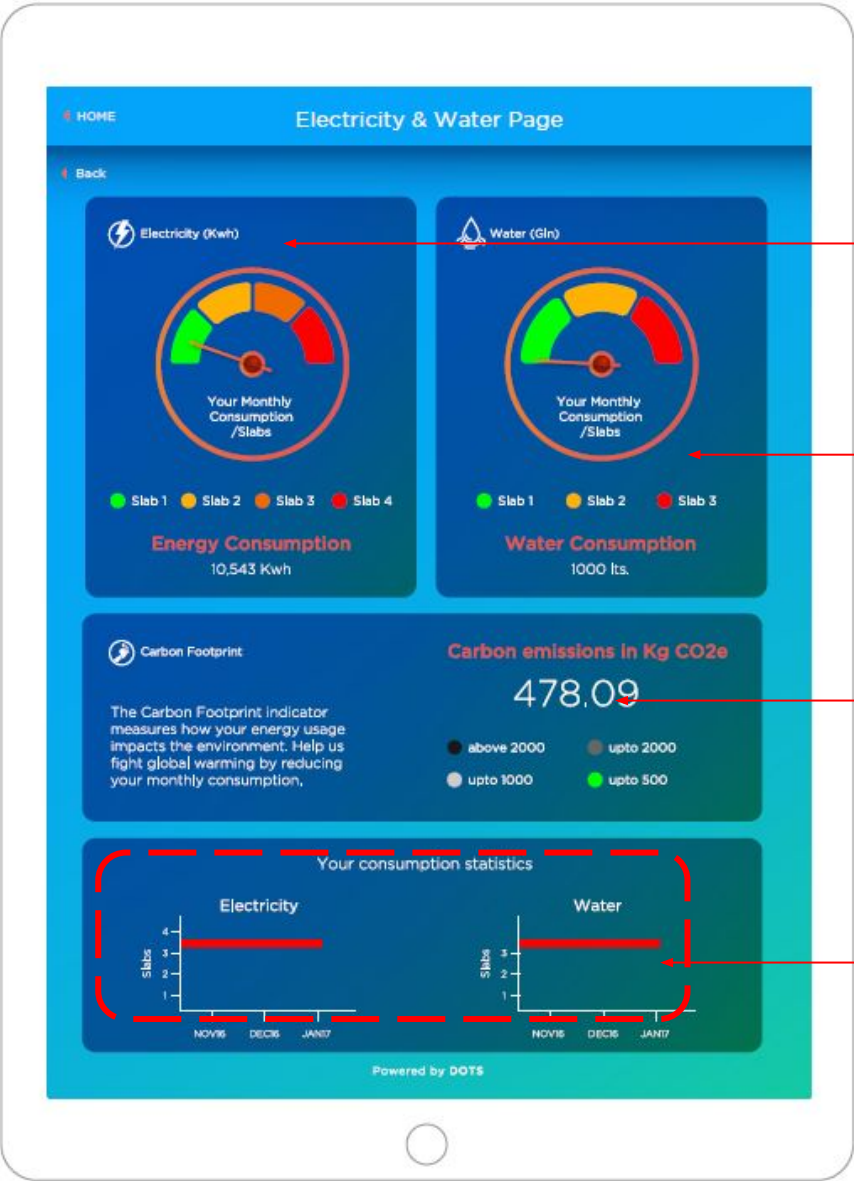 HOME
Electricity & Water Page
Back
Electricity (Kwh)
Your Monthly
Consumption
/Slabs
Slab 1 Slab 2 Slab 3 Slab 4
Energy Consumption
10,543 Kwh
Water (Gln)
Your Monthly
Consumption
/Slabs
Slab 1 Slab 2 Slab 3
Water Consumption
1000 lts.
Carbon Footprint
The Carbon Footprint indicator
measures how your energy usage
impacts the environment. Help us
fight global warming by reducing
your monthly consumption,
Carbon emissions in Kg CO2e
478.09
above 2000 upto 2000
upto 1000 upto 500
Your consumption statistics
Electricity
Slabs
4
3
2
1
NOV16 DEC16 JAN17
Water
Slabs
3
2
1
NOV16 DEC16 JAN17
Powered by DOTS